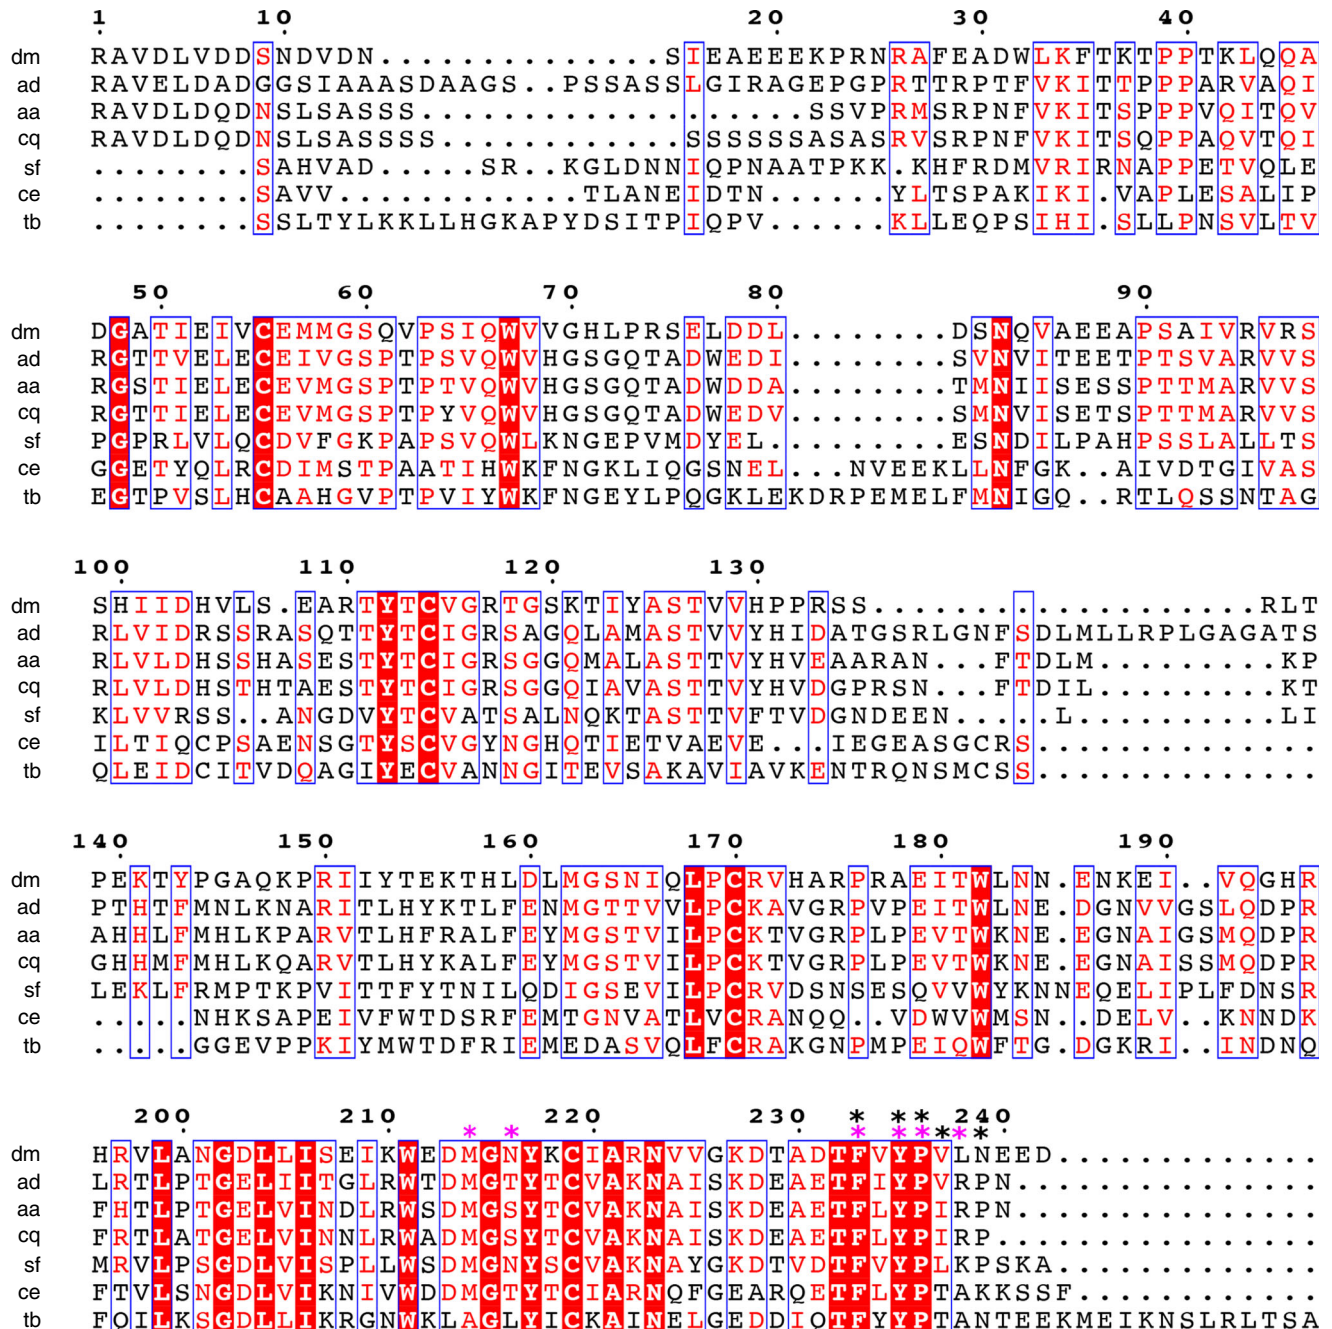 1 10 20 30 40
dm RAVDLVDDSNDVDN...............SIEAEEEKPRNRAFEADWLKFTKTPPTKLQQA
ad RAVELDADGGSIAAASDAAGS..PSSASSLGIRAGEPGPRTTRPTFVKITTPPPARVAQI
aa RAVDLDQDNSLSASSSS...................SSVPRMSRPNFVKITSPPPVQITQV
cq RAVDLDQDNSLSASSSSS............SSSSSSASASRVSRPNFVKITSQPPAQVTQI
sf ........SAHVAD.....SR..KGLDNNIQPNAATPKK.KHFRDMVRIRNAPPETVQLE
ce ........SAVV............TLANEIDTN......YLTSPAKIKI.VAPLESALIP
tb ........SSLTYLKKLLHGKAPYDSITPIQPV......KLLEQPSIHI.SLLPNSVLTV
50 60 70 80 90
dm DGATIEIVCEMMGSQVPSIQWVVGHLPRSELDDL.........DSNQVAEEAPSAIVRVRS
ad RGTTVELECEIVGSPTPSVQWVHGSGQTADWEDI.........SVNVITEETPTSVARVVS
aa RGSTIELECEVMGSPTPTVQWVHGSGQTADWDDA.........TMNIISESSPTTMARVVS
cq RGTTIELECEVMGSPTPYVQWVHGSGQTADWEDV.........SMNVISETSPTTMARVVS
sf PGPRLVLQCDVFGKPAPSVQWLKNGEPVMDYEL..........ESNDILPAHPSSLALLTS
ce GGETYQLRCDIMSTPAATIHWKFNGKLIQGSNEL...NVEEKLLNFGK..AIVDTGIVAS
tb EGTPVSLHCAAHGVPTPVIYWKFNGEYLPQGKLEKDRPEMELFMNIGQ..RTLQSSNTAG
100 110 120 130
dm SHIIDHVLS.EARTYTCVGRTGSKTIYASTVVHPPRSS...................RLT
ad RLVIDRSSRASQTTYTCIGRSAGQLAMASTVVYHIDATGSRLGNFSDLMLLRPLGAGATS
aa RLVLDHSSHASESTYTCIGRSGGQMALASTTVYHVEAARAN...FTDLM.........KP
cq RLVLDHSTHTAESTYTCIGRSGGQIAVASTTVYHVDGPRSN...FTDIL.........KT
sf KLVVRSS..ANGDVYTCVATSALNQKTASTTVFTVDGNDEEN.....L..........LI
ce ILTIQCPSAENSGTYSCVGYNGHQTIETVAEVE...IEGEASGCRS..............
tb QLEIDCITVDQAGIYECVANNGITEVSAKAVIAVKENTRQNSMCSS..............
140 150 160 170 180 190
dm PEKTYPGAQKPRIIYTEKTHLDLMGSNIQLPCRVHARPRAEITWLNN.ENKEI..VQGHR
ad PTHTFMNLKNARITLHYKTLFENMGTTVVLPCKAVGRPVPEITWLNE.DGNVVGSLQDPR
aa AHHLFMHLKPARVTLHFRALFEYMGSTVILPCKTVGRPLPEVTWKNE.EGNAIGSMQDPR
cq GHHMFMHLKQARVTLHYKALFEYMGSTVILPCKTVGRPLPEVTWKNE.EGNAISSMQDPR
sf LEKLFRMPTKPVITTFYTNILQDIGSEVILPCRVDSNSESQVVWYKNNEQELIPLFDNSR
ce .....NHKSAPEIVFWTDSRFEMTGNVATLVCRANQQ..VDWVWMSN..DELV..KNNDK
tb .....GGEVPPKIYMWTDFRIEMEDASVQLFCRAKGNPMPEIQWFTG.DGKRI..INDNQ
200 210 220 230 240
* * * * *
* * * * * *
dm HRVLANGDLLISEIKWEDMGNYKCIARNVVGKDTADTFVYPVLNEED.............
ad LRTLPTGELIITGLRWTDMGTYTCVAKNAISKDEAETFIYPVRPN...............
aa FHTLPTGELVINDLRWSDMGSYTCVAKNAISKDEAETFLYPIRPN...............
cq FRTLATGELVINNLRWADMGSYTCVAKNAISKDEAETFLYPIRP................
sf MRVLPSGDLVISPLLWSDMGNYSCVAKNAYGKDTVDTFVYPLKPSKA.............
ce FTVLSNGDLVIKNIVWDDMGTYTCIARNQFGEARQETFLYPTAKKSSF............
tb FQILKSGDLLIKRGNWKLAGLYICKAINELGEDDIQTFYYPTANTEEKMEIKNSLRLTSA